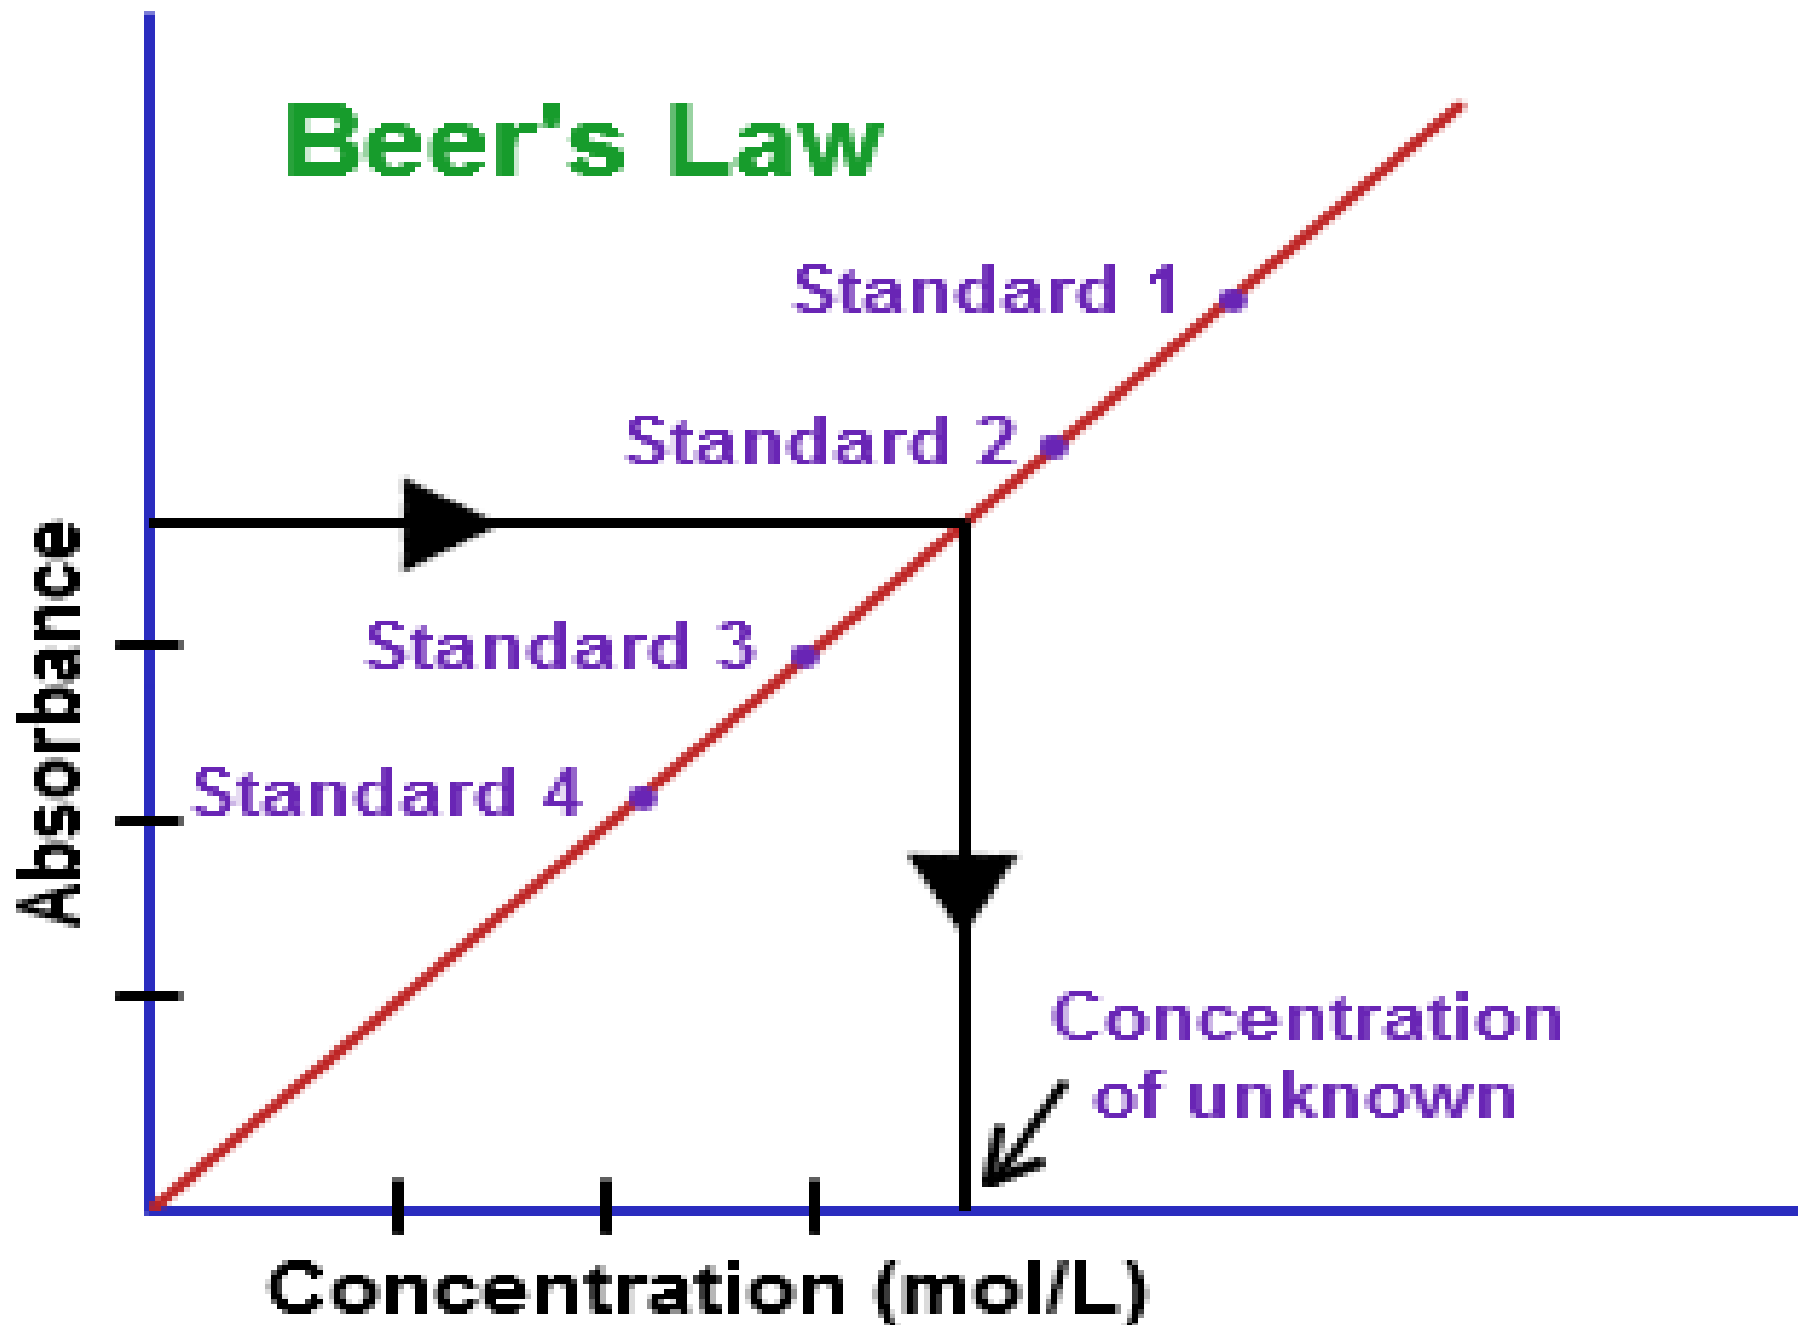 Beer's Law
Standard 1
Standard 2
Standard 3
Standard 4
Absorbance
Concentration
of unknown
Concentration (mol/L)